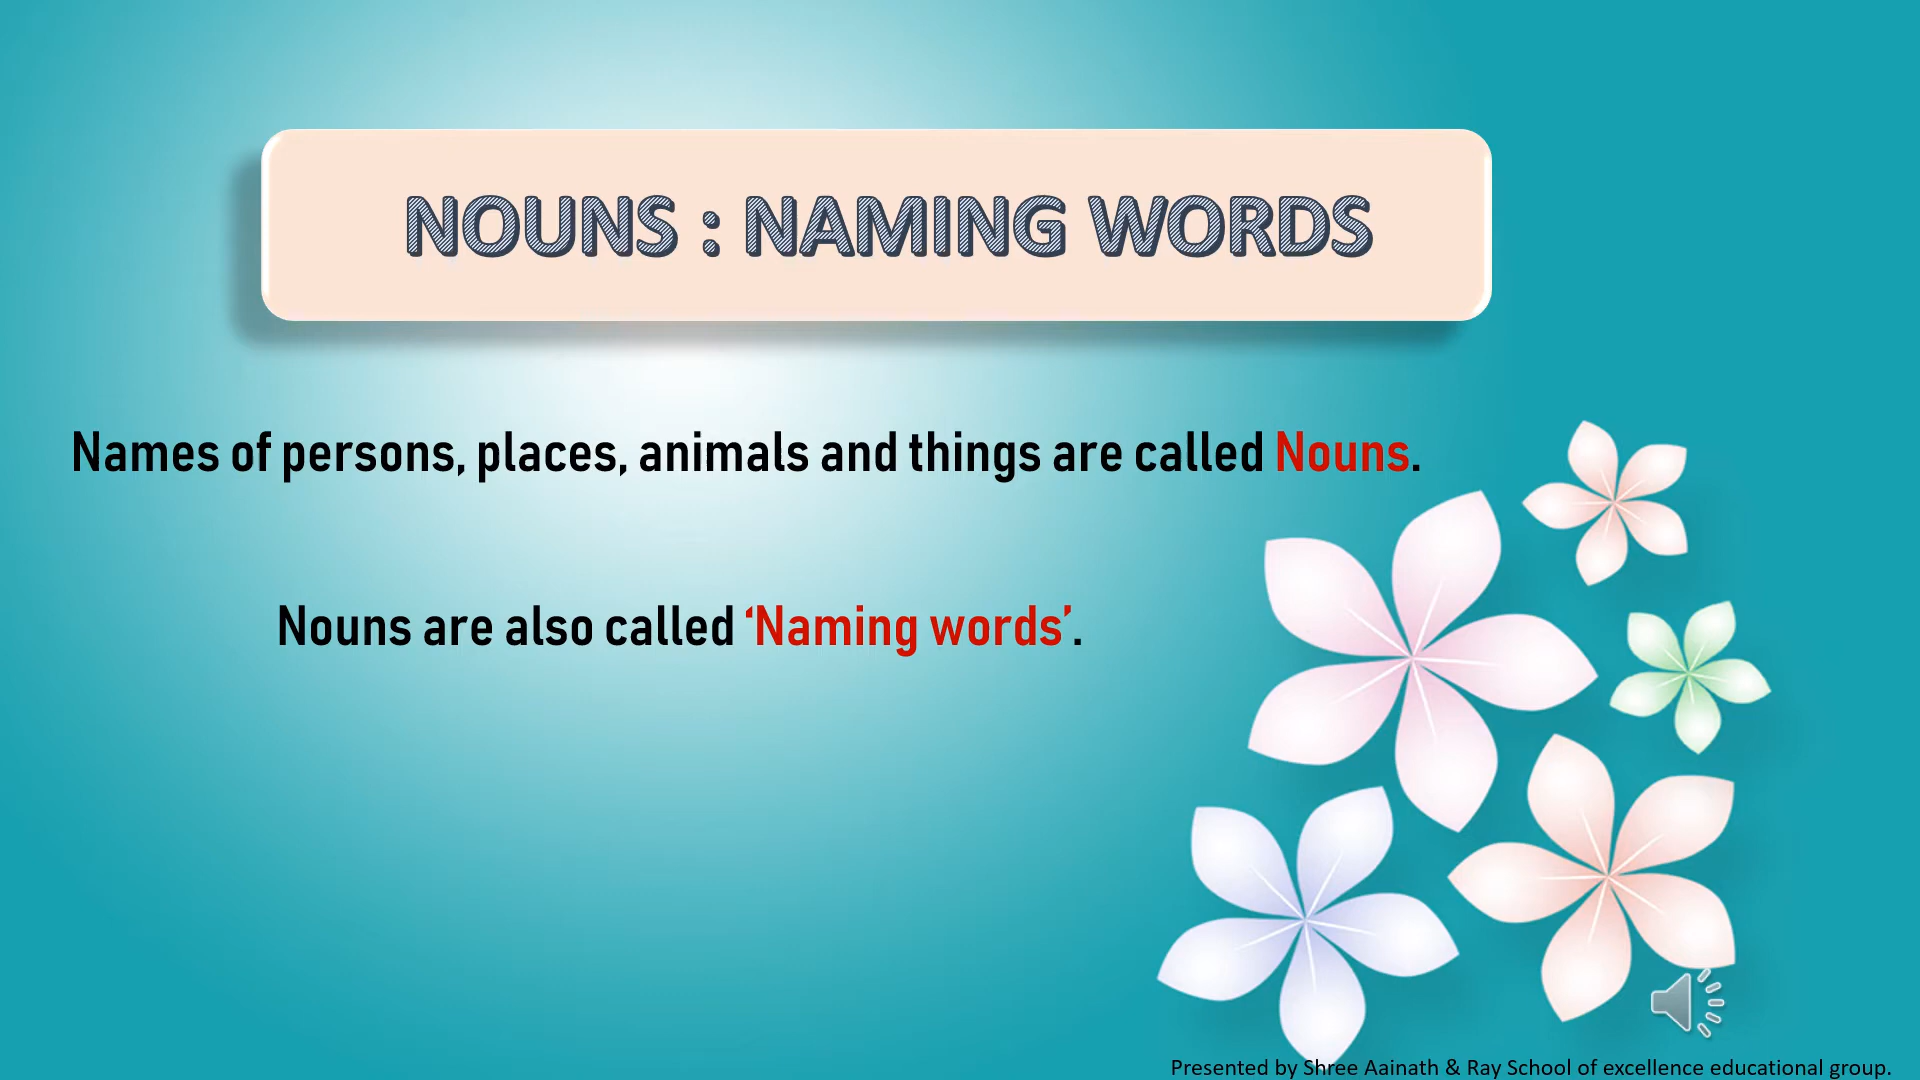 NOUNS : NAMING WORDS
Names of persons, places, animals and things are called Nouns.
Nouns are also called ‘Naming words’.
Presented by Shree Aainath & Ray School of excellence educational group.